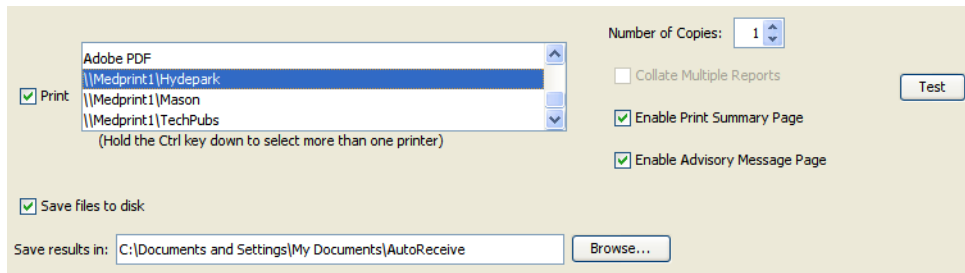 Number of Copies: 1
Adobe PDF
\\Medprint1\Hydepark
Collate Multiple Reports
Print
\\Medprint1\Mason
Test
\\Medprint1\TechPubs
Enable Print Summary Page
(Hold the Ctrl key down to select more than one printer)
Enable Advisory Message Page
Save files to disk
Save results in: C:\Documents and Settings\My Documents\AutoReceive Browse...